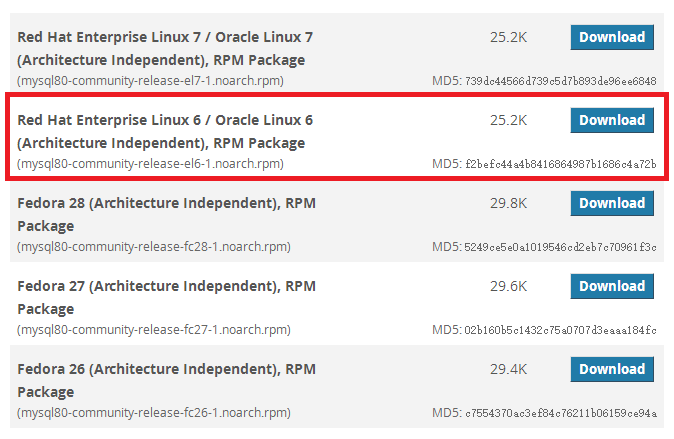 Red Hat Enterprise Linux 7 / Oracle Linux 7 25.2K Download
(Architecture Independent), RPM Package
(mysql80-community-release-el7-1.noarch.rpm) MD5: 739dc44566d739c5d7b893de96ee6848
Red Hat Enterprise Linux 6 / Oracle Linux 6 25.2K Download
(Architecture Independent), RPM Package
(mysql80-community-release-el6-1.noarch.rpm) MD5: f2befc44a4b8416864987b1686c4a72b
Fedora 28 (Architecture Independent), RPM 29.8K Download
Package
(mysql80-community-release-fc28-1.noarch.rpm) MD5: 5249ce5e0a1019546cd2eb7c70961f3c
Fedora 27 (Architecture Independent), RPM 29.6K Download
Package
(mysql80-community-release-fc27-1.noarch.rpm) MD5: 02b160b5c1432c75a0707d3eaaa184fc
Fedora 26 (Architecture Independent), RPM 29.4K Download
Package
(mysql80-community-release-fc26-1.noarch.rpm) MD5: c7554370ac3ef84c76211b06159ce94a